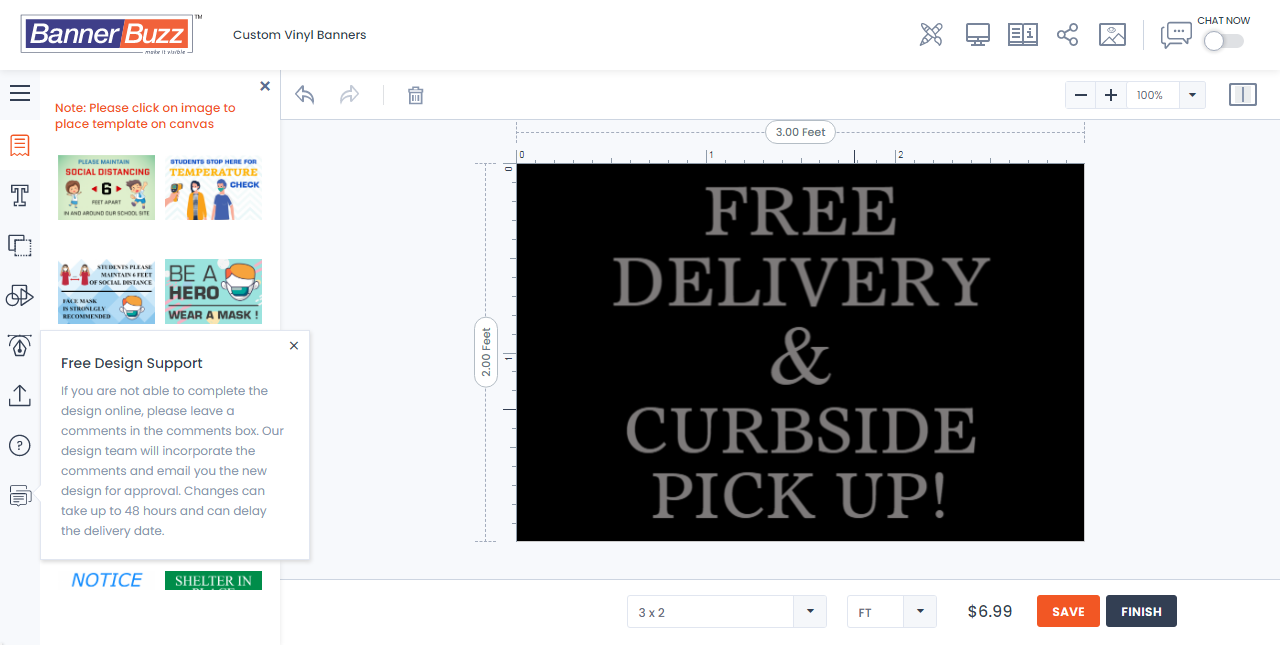 BannerBuzz™
make it visible
Custom Vinyl Banners
CHAT NOW
Note: Please click on image to
place template on canvas
100%
PLEASE MAINTAIN
SOCIAL DISTANCING
6
FEET APART
IN AND AROUND OUR SCHOOL SITE
STUDENTS STOP HERE FOR
TEMPERATURE
CHECK
STUDENTS PLEASE
MAINTAIN 6 FEET
OF SOCIAL DISTANCE
FACE MASK
IS STRONLGLY
RECOMMENDED
BE A
HERO
WEAR A MASK !
Free Design Support
If you are not able to complete the
design online, please leave a
comments in the comments box. Our
design team will incorporate the
comments and email you the new
design for approval. Changes can
take up to 48 hours and can delay
the delivery date.
NOTICE
SHELTER IN
PLACE
3.00 Feet
0 1 2
0
1
2.00 Feet
FREE
DELIVERY
&
CURBSIDE
PICK UP!
3 x 2
FT
$6.99
SAVE
FINISH